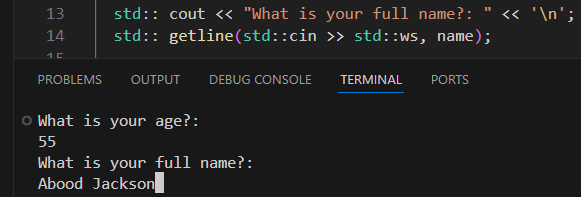 13 std:: cout << "What is your full name?: " << '\n';
14 std:: getline(std::cin >> std::ws, name);
PROBLEMS OUTPUT DEBUG CONSOLE TERMINAL PORTS
What is your age?:
55
What is your full name?:
Abood Jackson